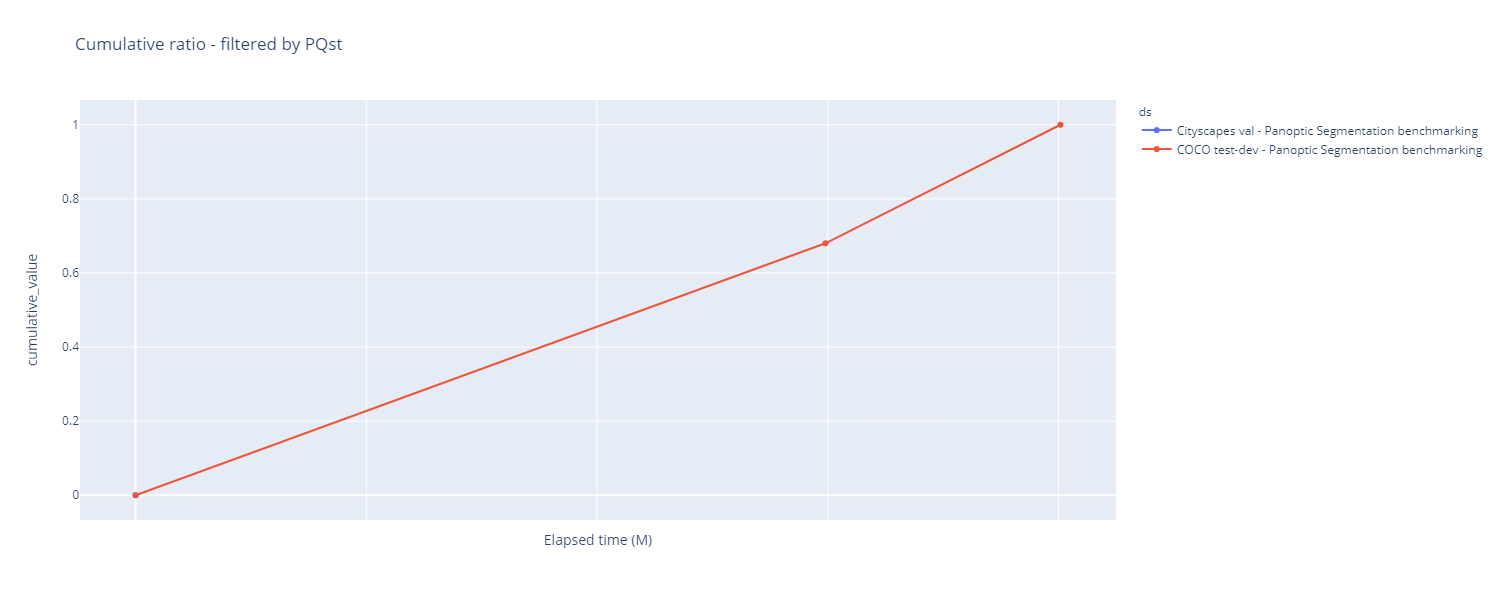 Cumulative ratio - filtered by PQst
ds
Cityscapes val - Panoptic Segmentation benchmarking
COCO test-dev - Panoptic Segmentation benchmarking
1
0.8
0.6
0.4
0.2
0
cumulative_value
Elapsed time (M)